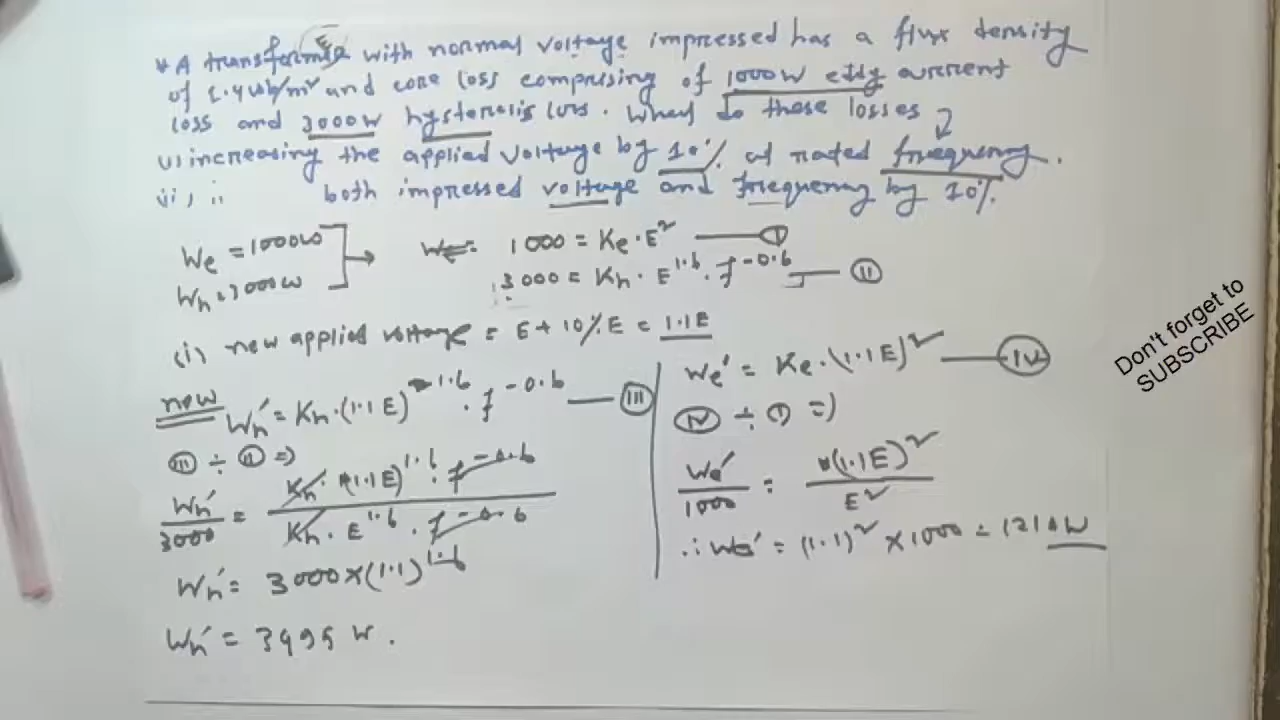 * A transformer with normal voltage impressed has a flux density
of 1.4 wb/m² and core loss comprising of 1000W eddy current
loss and 3000W hysteresis loss. What do these losses
i) increasing the applied voltage by 10% at rated frequency.
ii) ,, both impressed voltage and frequency by 10%.
We = 1000W
Wh = 3000W
1000 = Ke·E² — I
3000 = Kh·E^1.6·f^-0.6 — II
(i) new applied voltage = E + 10% E = 1.1E
new Wh' = Kh·(1.1E)^1.6·f^-0.6 — III
III ÷ II ⇒
Wh'/3000 = Kh·(1.1E)^1.6·f^-0.6 / Kh·E^1.6·f^-0.6
Wh' = 3000×(1.1)^1.6
Wh' = 3495 W.
We' = Ke·(1.1E)² — IV
IV ÷ I ⇒
We'/1000 = (1.1E)² / E²
∴ We' = (1.1)² × 1000 = 1210W
Don't forget to
SUBSCRIBE